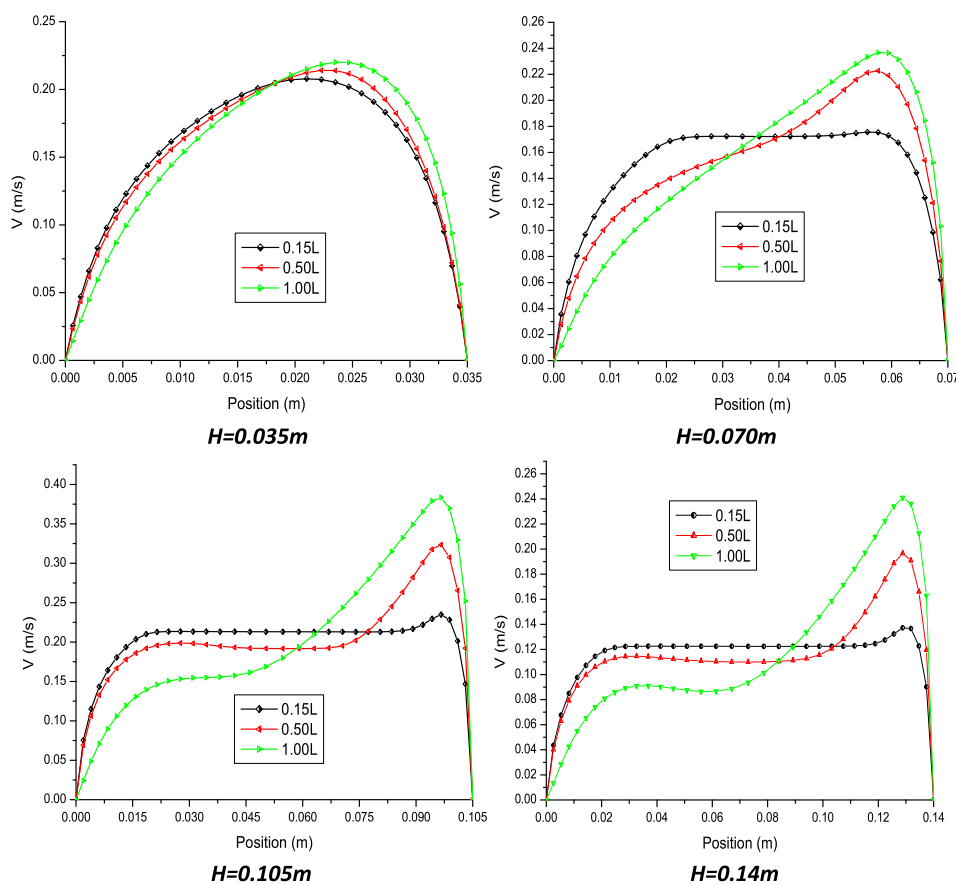 0.25
0.20
0.15
0.10
0.05
0.00
V (m/s)
0.15L
0.50L
1.00L
0.000 0.005 0.010 0.015 0.020 0.025 0.030 0.035
Position (m)
H=0.035m
0.26
0.24
0.22
0.20
0.18
0.16
0.14
0.12
0.10
0.08
0.06
0.04
0.02
0.00
V (m/s)
0.15L
0.50L
1.00L
0.00 0.01 0.02 0.03 0.04 0.05 0.06 0.07
Position (m)
H=0.070m
0.40
0.35
0.30
0.25
0.20
0.15
0.10
0.05
0.00
V (m/s)
0.15L
0.50L
1.00L
0.000 0.015 0.030 0.045 0.060 0.075 0.090 0.105
Position (m)
H=0.105m
0.26
0.24
0.22
0.20
0.18
0.16
0.14
0.12
0.10
0.08
0.06
0.04
0.02
0.00
V (m/s)
0.15L
0.50L
1.00L
0.00 0.02 0.04 0.06 0.08 0.10 0.12 0.14
Position (m)
H=0.14m